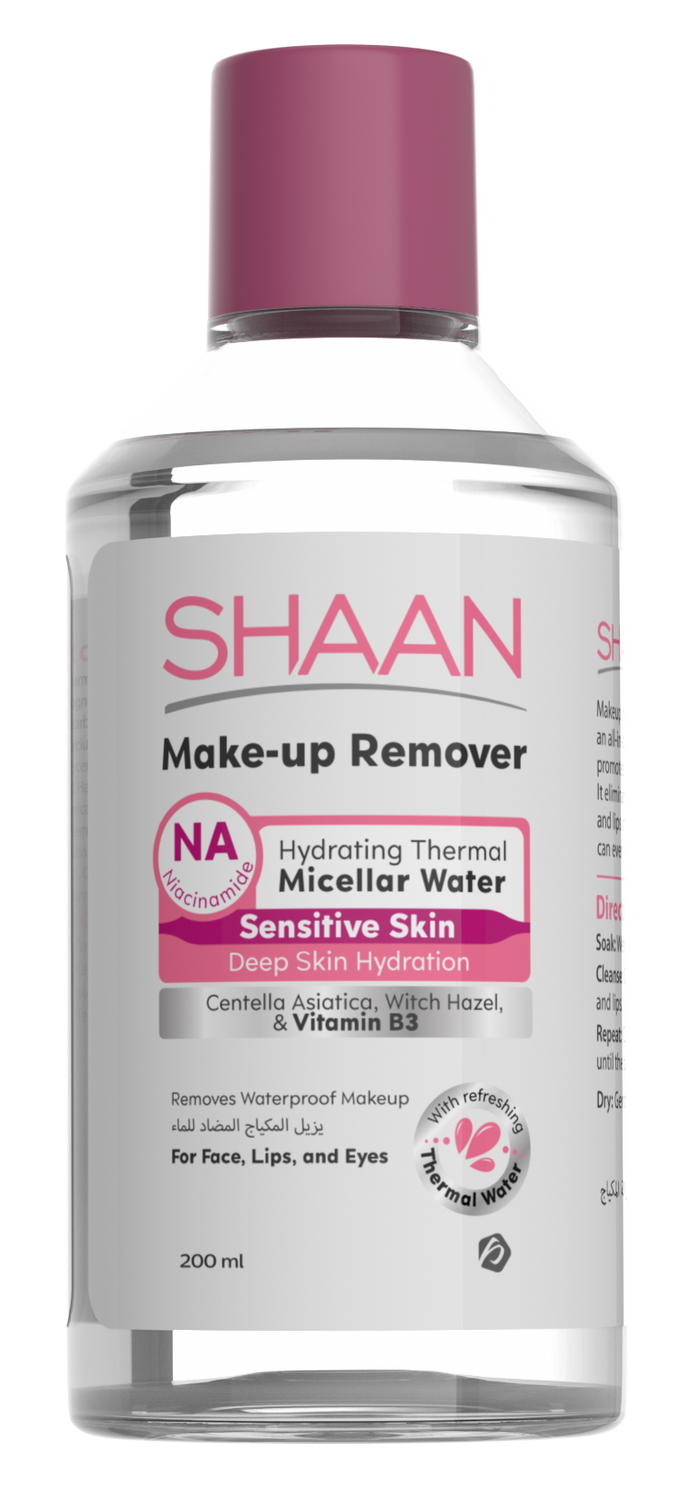 SHAAN
Make-up Remover
NA
Niacinamide
Hydrating Thermal
Micellar Water
Sensitive Skin
Deep Skin Hydration
Centella Asiatica, Witch Hazel,
& Vitamin B3
Removes Waterproof Makeup
يزيل المكياج المضاد للماء
For Face, Lips, and Eyes
With refreshing
Thermal Water
200 ml
SH
Makeup
an all-in
promo
It elimin
and lips
can eve
Direc
Soak: W
Cleanse
and lips
Repeat:
until the
Dry: Ge
المكياج